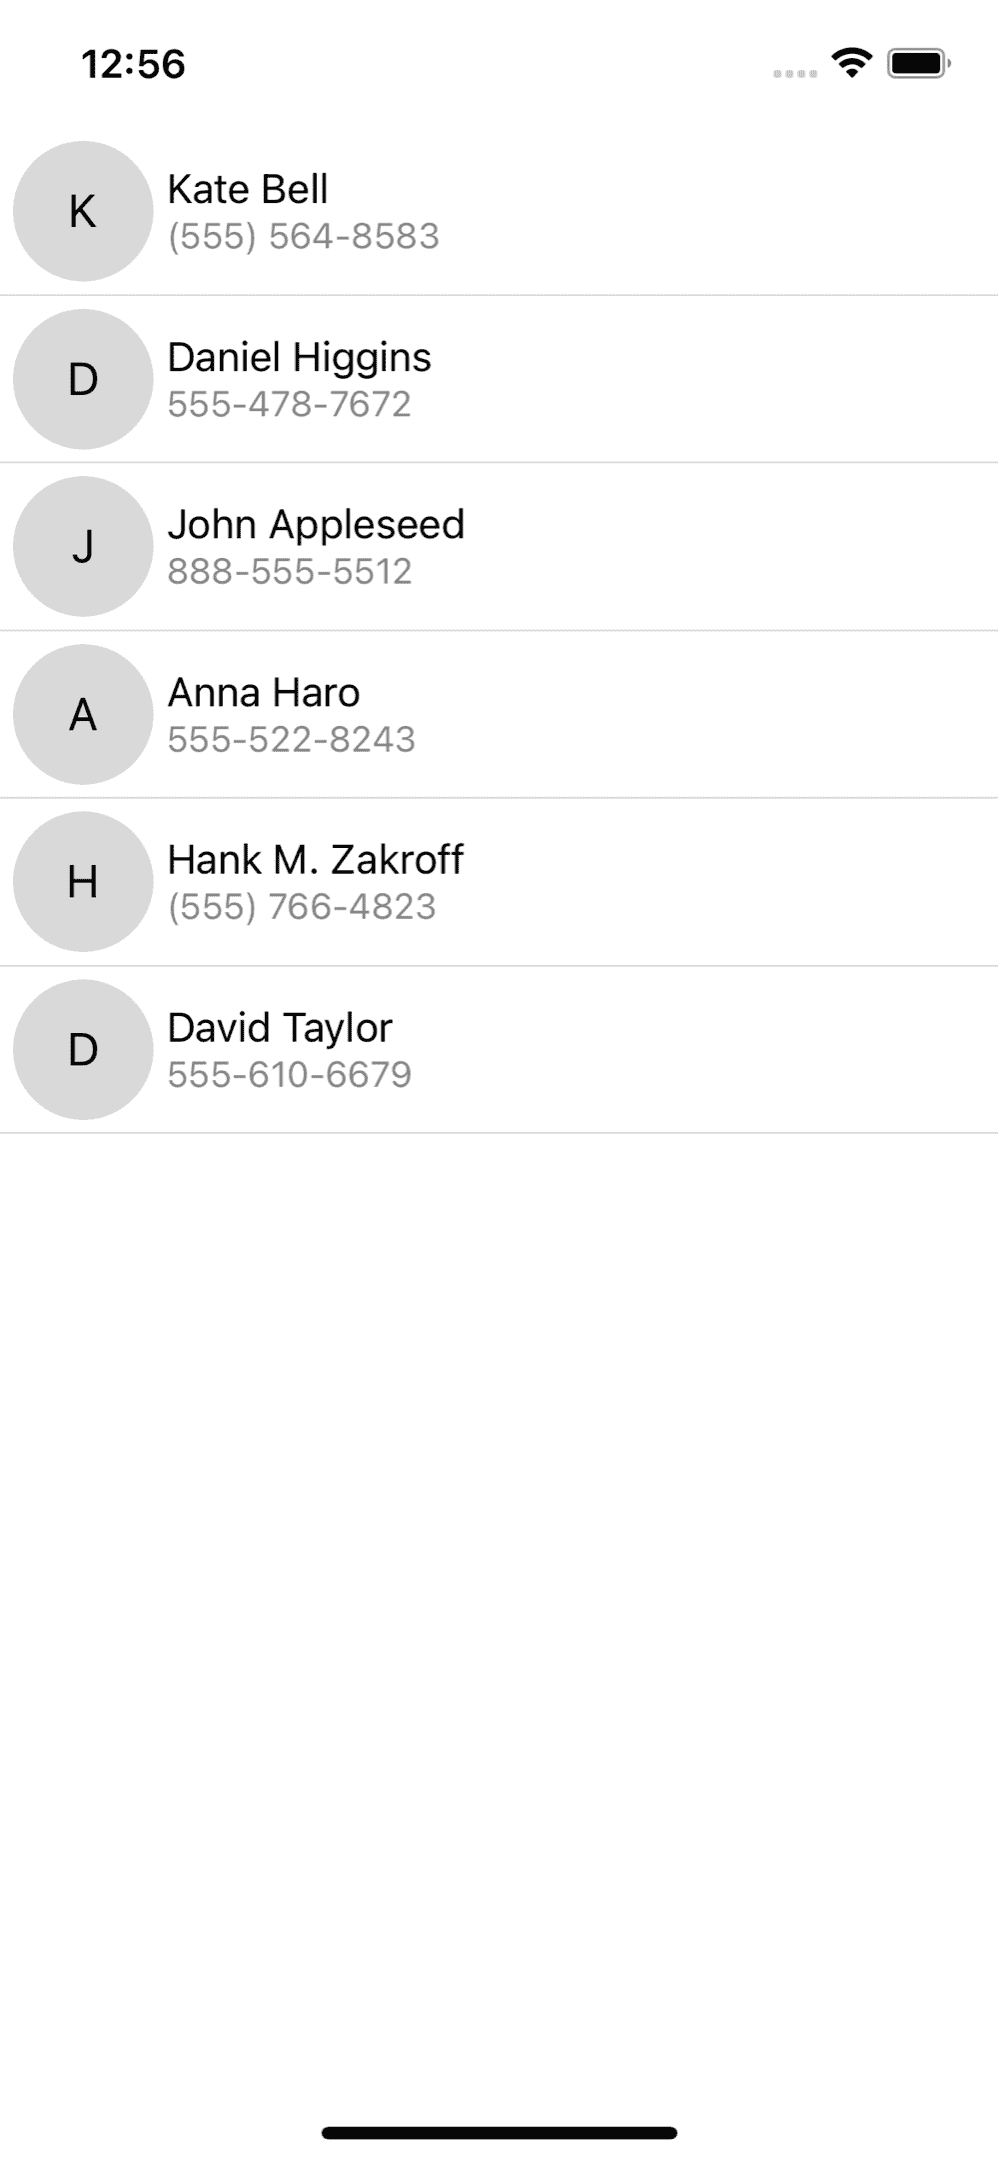 12:56
K
Kate Bell
(555) 564-8583
D
Daniel Higgins
555-478-7672
J
John Appleseed
888-555-5512
A
Anna Haro
555-522-8243
H
Hank M. Zakroff
(555) 766-4823
D
David Taylor
555-610-6679